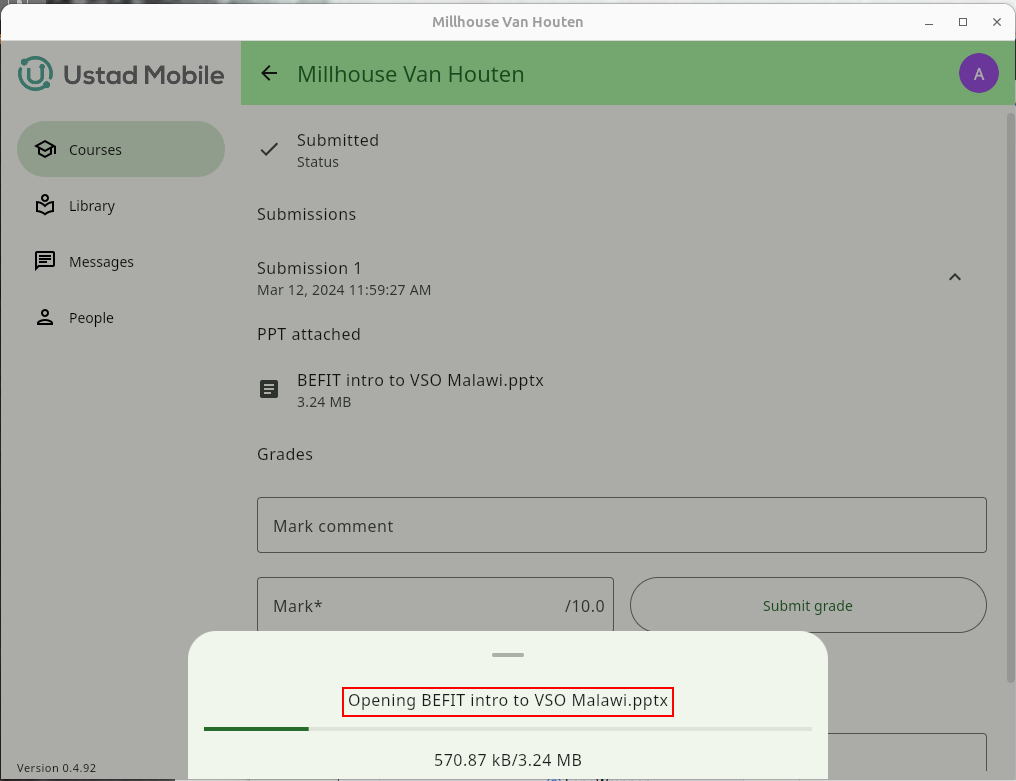 Millhouse Van Houten
Ustad Mobile
Millhouse Van Houten
A
Courses
Library
Messages
People
Submitted
Status
Submissions
Submission 1
Mar 12, 2024 11:59:27 AM
PPT attached
BEFIT intro to VSO Malawi.pptx
3.24 MB
Grades
Mark comment
Mark*
/10.0
Submit grade
Opening BEFIT intro to VSO Malawi.pptx
570.87 kB/3.24 MB
Version 0.4.92